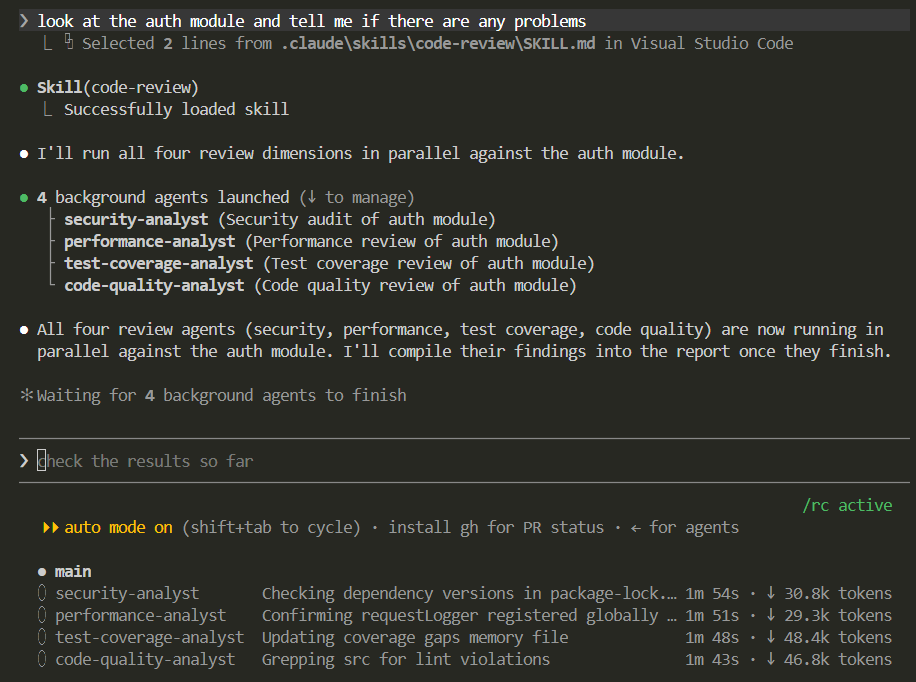 ❯ look at the auth module and tell me if there are any problems
Selected 2 lines from .claude\skills\code-review\SKILL.md in Visual Studio Code
● Skill(code-review)
Successfully loaded skill
● I'll run all four review dimensions in parallel against the auth module.
● 4 background agents launched (↓ to manage)
security-analyst (Security audit of auth module)
performance-analyst (Performance review of auth module)
test-coverage-analyst (Test coverage review of auth module)
code-quality-analyst (Code quality review of auth module)
● All four review agents (security, performance, test coverage, code quality) are now running in
parallel against the auth module. I'll compile their findings into the report once they finish.
✻ Waiting for 4 background agents to finish
❯ check the results so far
/rc active
⏵⏵ auto mode on (shift+tab to cycle) · install gh for PR status · ← for agents
● main
security-analyst Checking dependency versions in package-lock.… 1m 54s · ↓ 30.8k tokens
performance-analyst Confirming requestLogger registered globally … 1m 51s · ↓ 29.3k tokens
test-coverage-analyst Updating coverage gaps memory file 1m 48s · ↓ 48.4k tokens
code-quality-analyst Grepping src for lint violations 1m 43s · ↓ 46.8k tokens